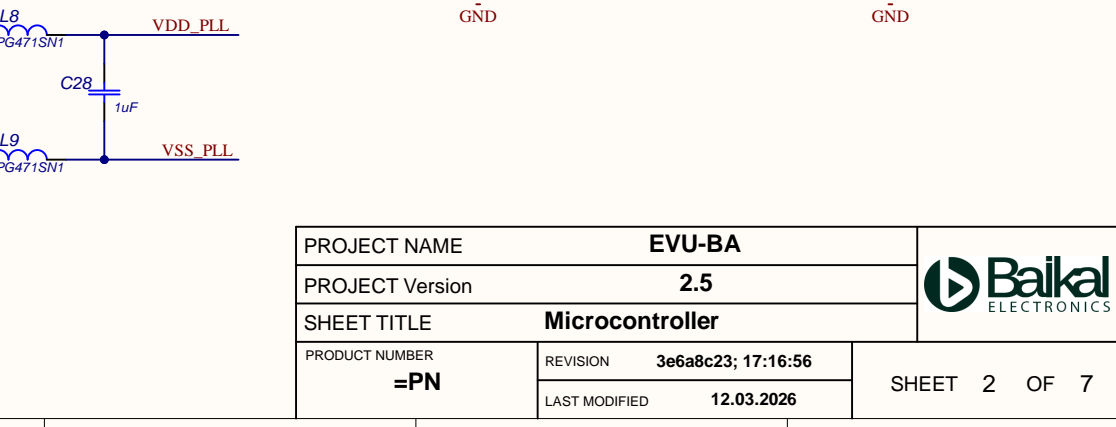 GND
GND
L8
PG471SN1
VDD_PLL
C28
1uF
L9
PG471SN1
VSS_PLL
PROJECT NAME EVU-BA
PROJECT Version 2.5
SHEET TITLE Microcontroller
Baikal
ELECTRONICS
PRODUCT NUMBER
=PN
REVISION 3e6a8c23; 17:16:56
LAST MODIFIED 12.03.2026
SHEET 2 OF 7